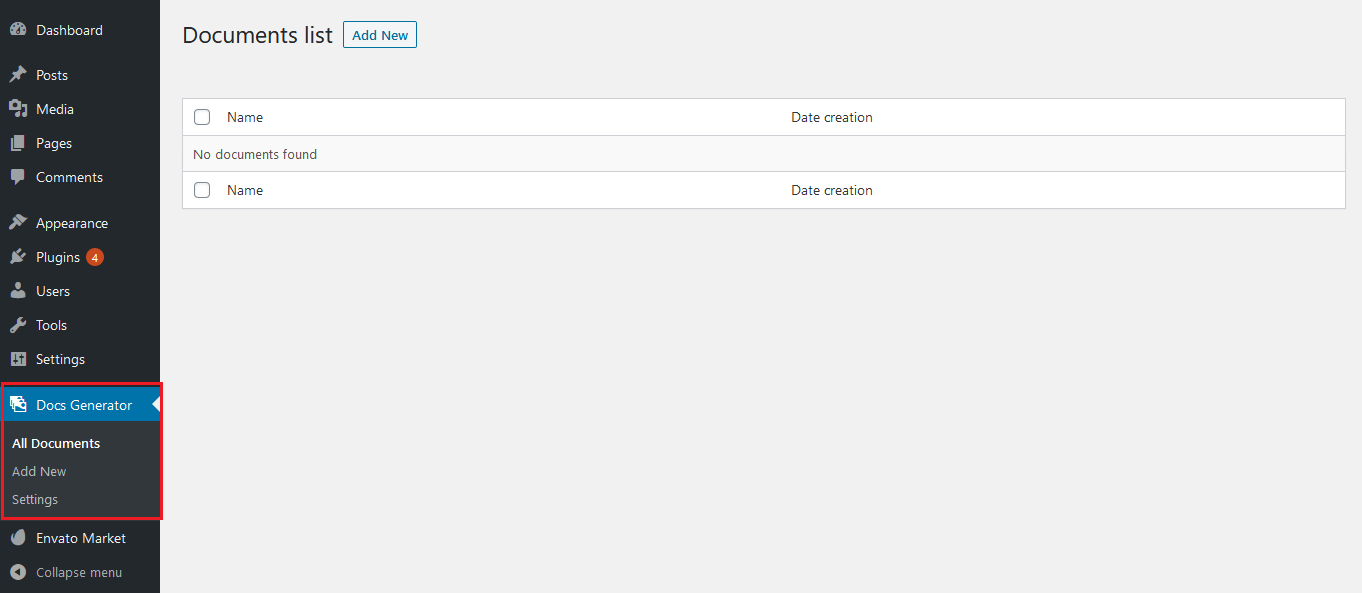 Dashboard
Posts
Media
Pages
Comments
Appearance
Plugins 4
Users
Tools
Settings
Docs Generator
All Documents
Add New
Settings
Envato Market
Collapse menu
Documents list Add New
Name Date creation
No documents found
Name Date creation